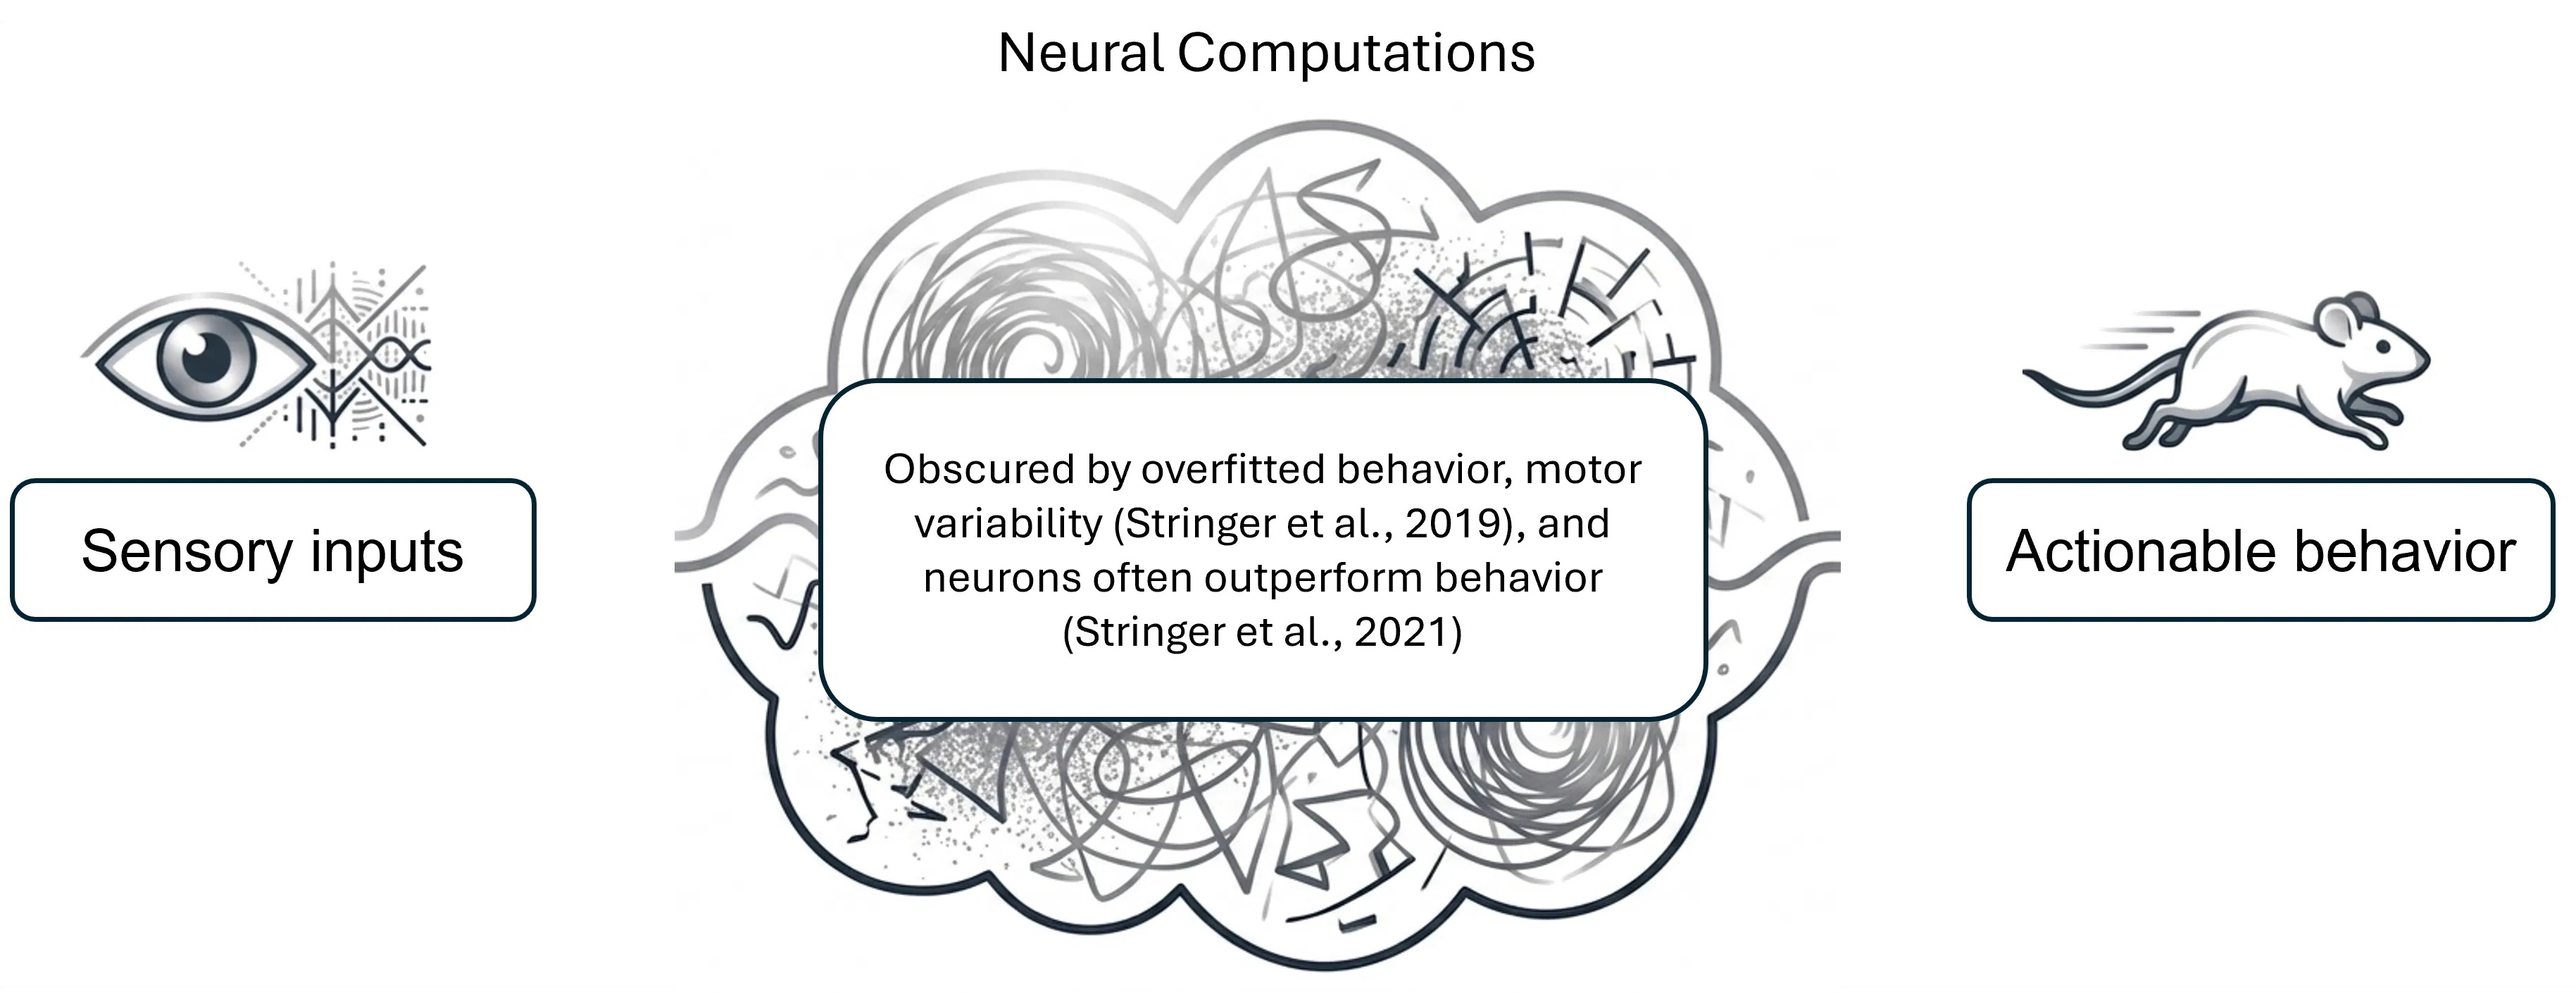 Neural Computations
Sensory inputs
Obscured by overfitted behavior, motor
variability (Stringer et al., 2019), and
neurons often outperform behavior
(Stringer et al., 2021)
Actionable behavior